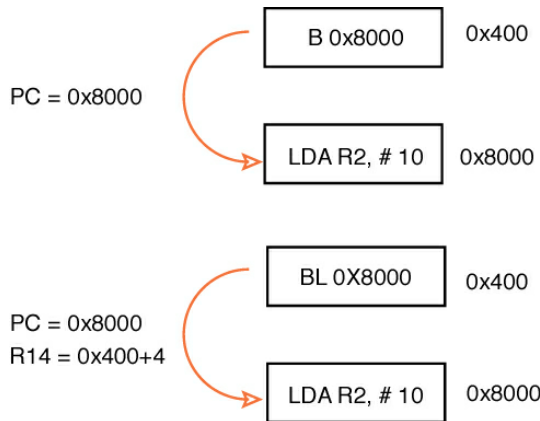 B 0x8000
0x400
PC = 0x8000
LDA R2, # 10
0x8000
BL 0X8000
0x400
PC = 0x8000
R14 = 0x400+4
LDA R2, # 10
0x8000